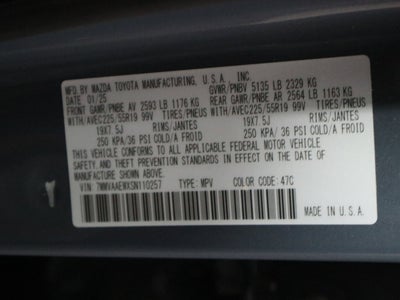 MFD. BY MAZDA TOYOTA MANUFACTURING, U.S.A., INC.
DATE 01/25 GVWR/PNBV 5135 LB 2329 KG
GAWR FRONT/PNBE AV 2593 LB 1176 KG REAR GAWR/PNBE AR 2564 LB 1163 KG
WITH/AVEC225/55R19 99V TIRES/PNEUS WITH/AVEC225/55R19 99V TIRES/PNEUS
19X7.5J RIMS/JANTES 19X7.5J RIMS/JANTES
250 KPA/36 PSI COLD/A FROID 250 KPA/36 PSI COLD/A FROID
THIS VEHICLE CONFORMS TO ALL APPLICABLE FEDERAL MOTOR VEHICLE
SAFETY STANDARDS IN EFFECT ON THE DATE OF
MANUFACTURE SHOWN ABOVE.
VIN: 7MMVAAEWXSN110257 TYPE: MPV COLOR CODE: 47C
MADE IN U.S.A.